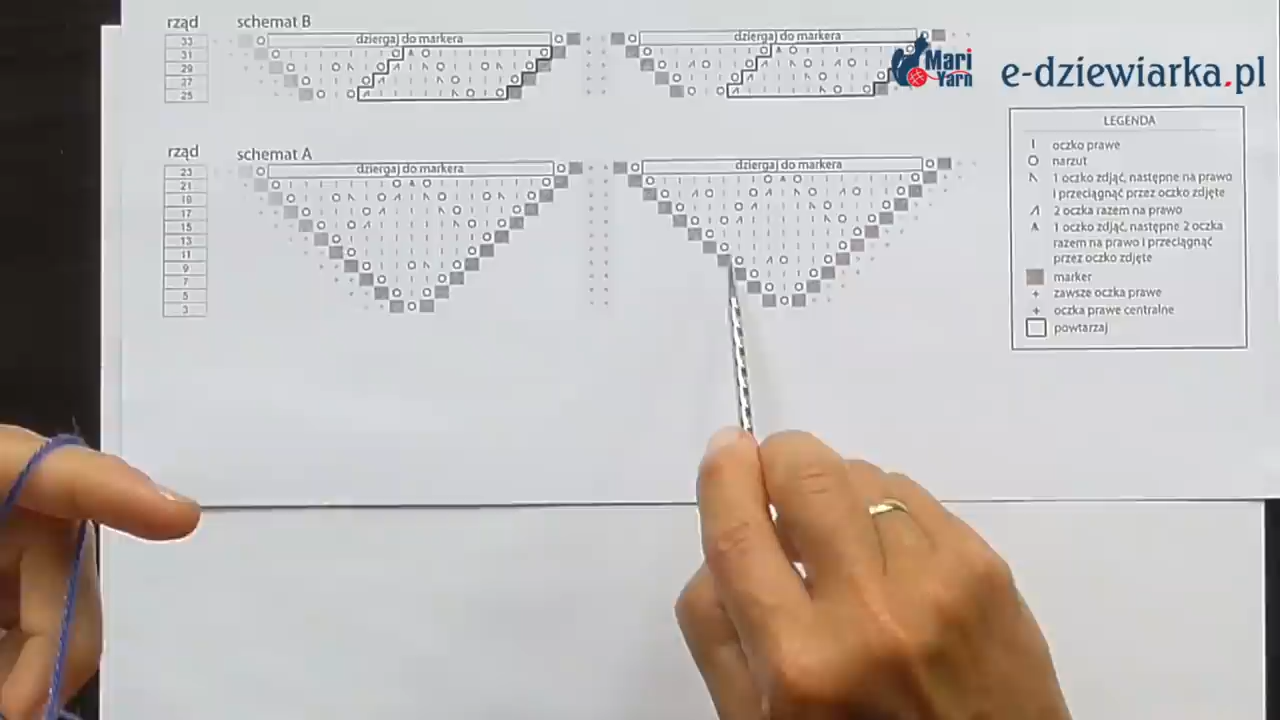 rząd schemat B
33 dziergaj do markera dziergaj do markera
31
29
27
25
rząd schemat A
23 dziergaj do markera dziergaj do markera
21
19
17
15
13
11
9
7
5
3
Mari
Yarn
e-dziewiarka.pl
LEGENDA
I oczko prawe
O narzut
1 oczko zdjąć, następne na prawo
i przeciągnąć przez oczko zdjęte
2 oczka razem na prawo
1 oczko zdjąć, następne 2 oczka
razem na prawo i przeciągnąć
przez oczko zdjęte
marker
+ zawsze oczka prawe
+ oczka prawe centralne
powtarzaj